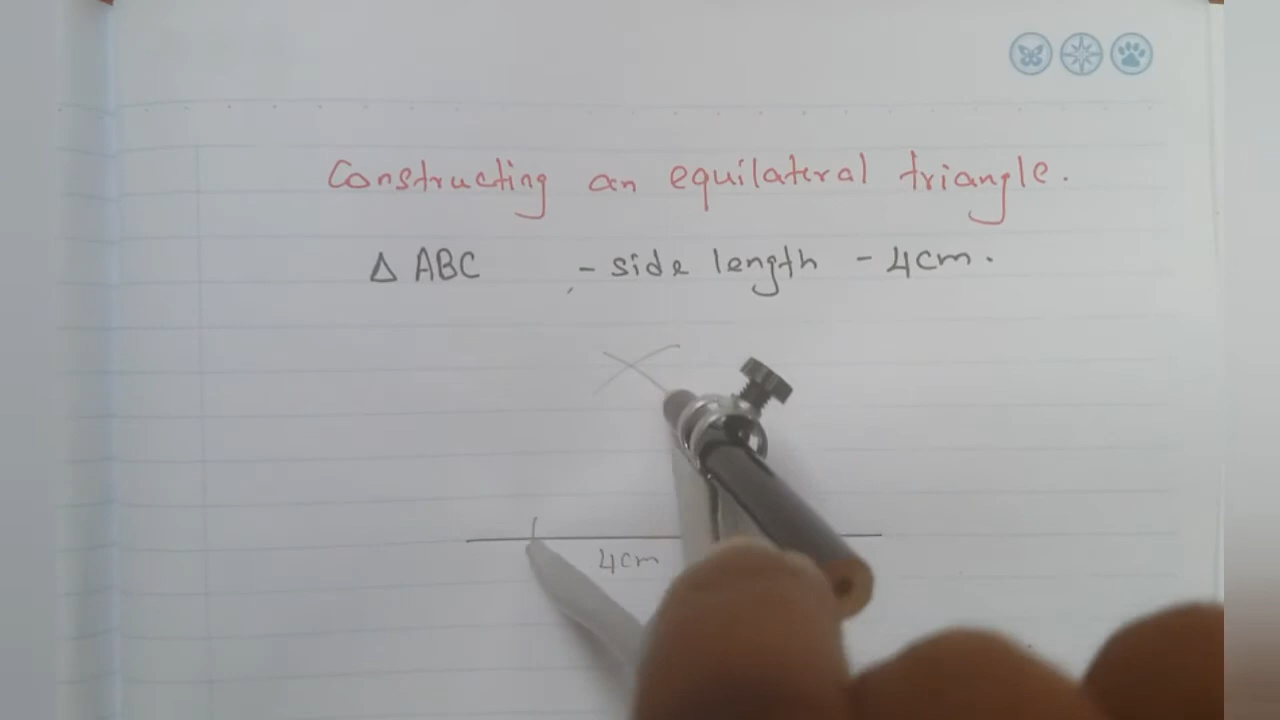 Constructing an equilateral triangle.
Δ ABC - side length - 4cm.
4cm